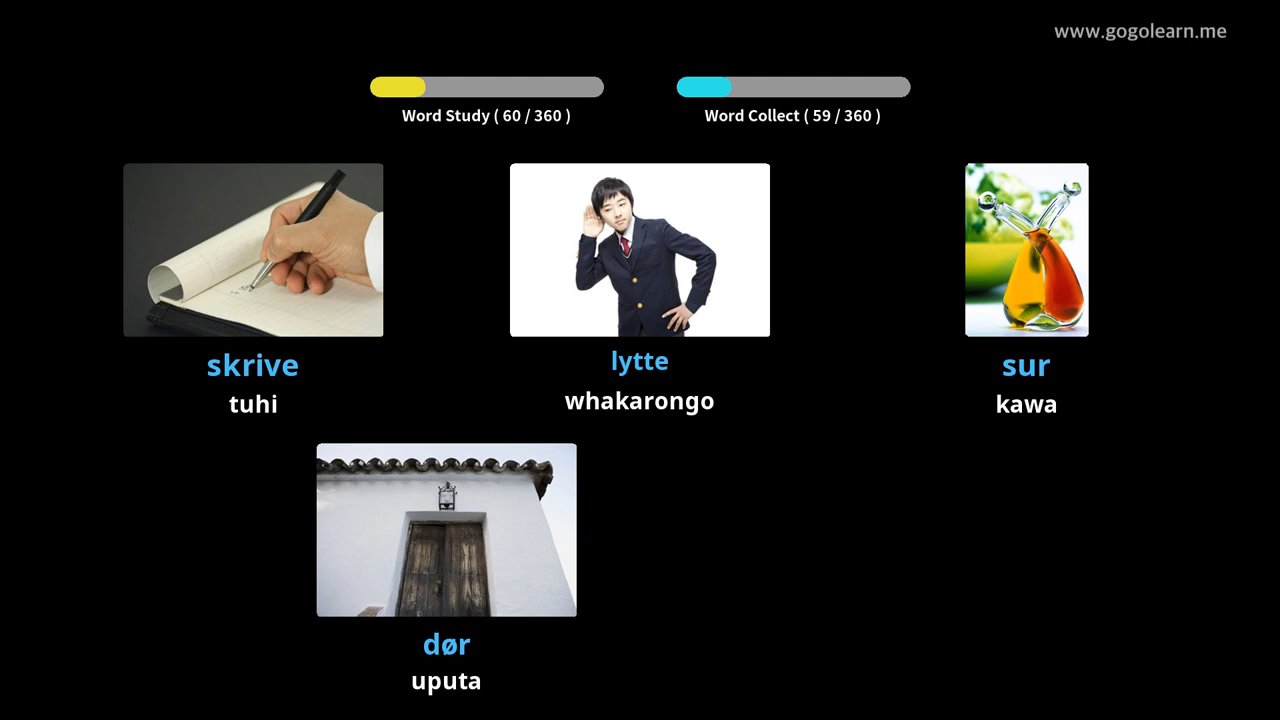 www.gogolearn.me
Word Study ( 60 / 360 )
Word Collect ( 59 / 360 )
skrive
tuhi
lytte
whakarongo
sur
kawa
dør
uputa